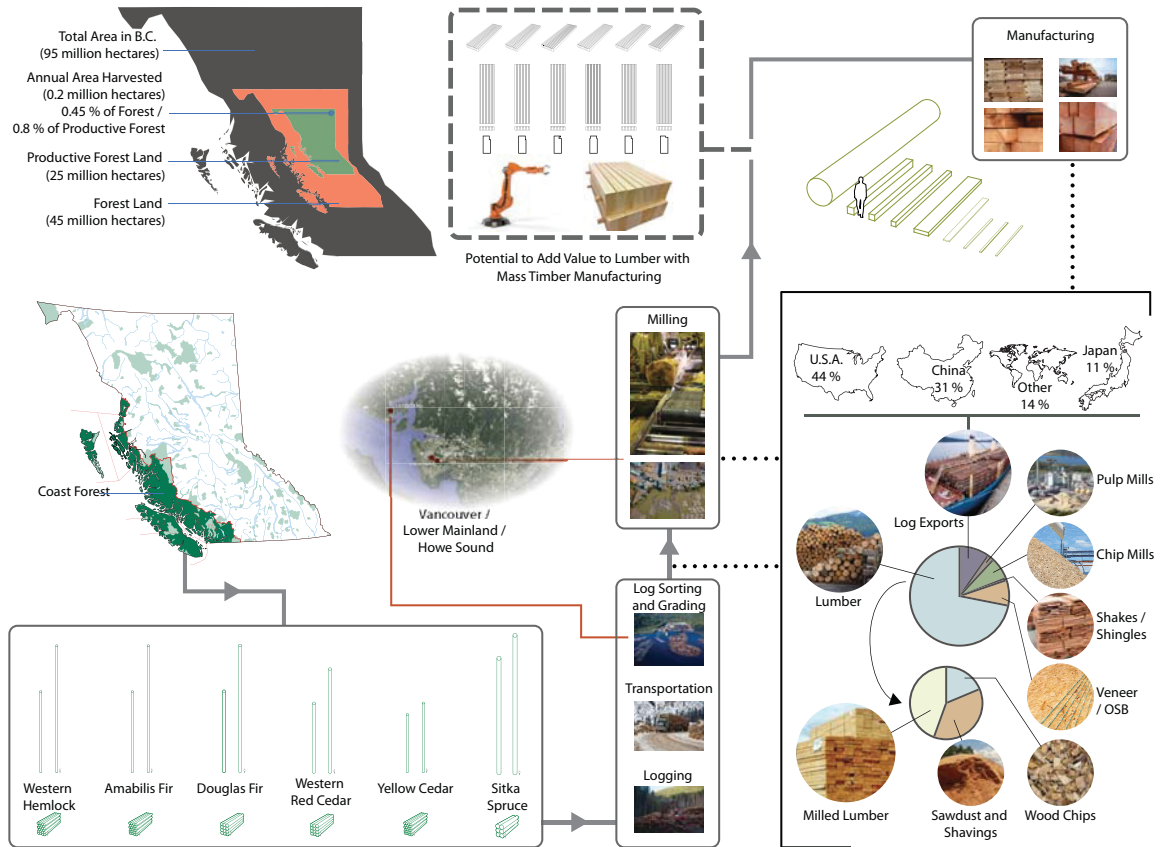 Total Area in B.C.
(95 million hectares)
Annual Area Harvested
(0.2 million hectares)
0.45 % of Forest /
0.8 % of Productive Forest
Productive Forest Land
(25 million hectares)
Forest Land
(45 million hectares)
Potential to Add Value to Lumber with
Mass Timber Manufacturing
Manufacturing
Coast Forest
Vancouver /
Lower Mainland /
Howe Sound
Milling
Log Sorting
and Grading
Transportation
Logging
Western
Hemlock
Amabilis Fir
Douglas Fir
Western
Red Cedar
Yellow Cedar
Sitka
Spruce
U.S.A.
44 %
China
31 %
Other
14 %
Japan
11 %
Log Exports
Pulp Mills
Chip Mills
Lumber
Shakes /
Shingles
Veneer
/ OSB
Milled Lumber
Sawdust and
Shavings
Wood Chips